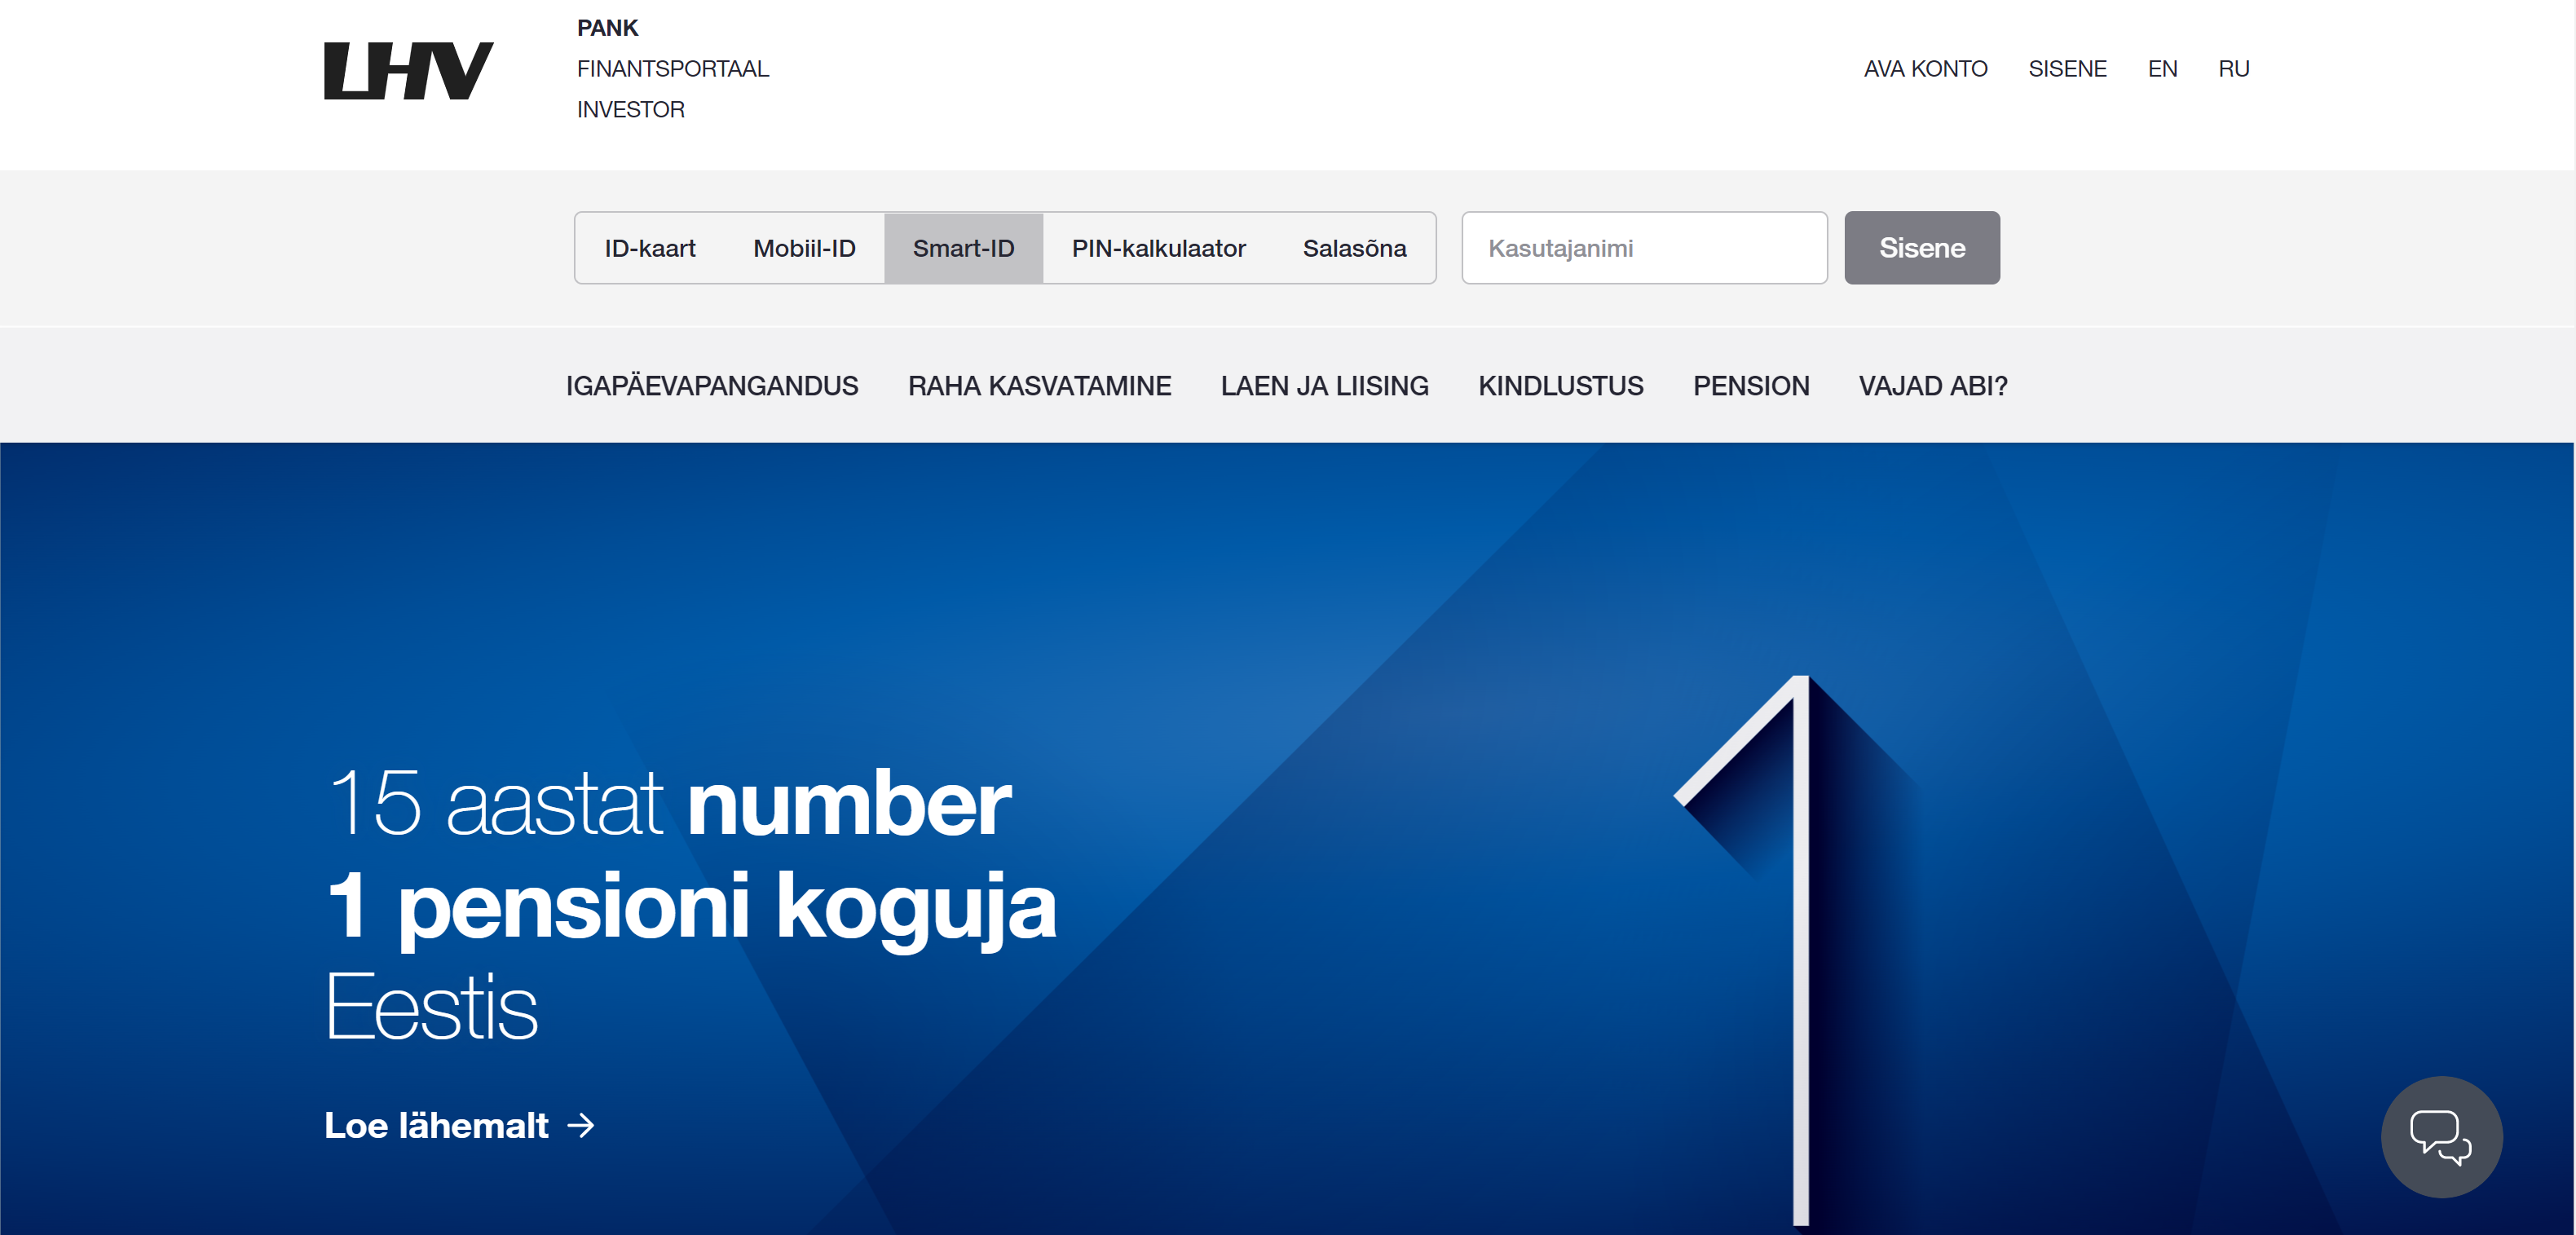 LHV
PANK
FINANTSPORTAAL
INVESTOR
AVA KONTO SISENE EN RU
ID-kaart Mobiil-ID Smart-ID PIN-kalkulaator Salasõna Kasutajanimi Sisene
IGAPÄEVAPANGANDUS RAHA KASVATAMINE LAEN JA LIISING KINDLUSTUS PENSION VAJAD ABI?
15 aastat number
1 pensioni koguja
Eestis
Loe lähemalt →
1